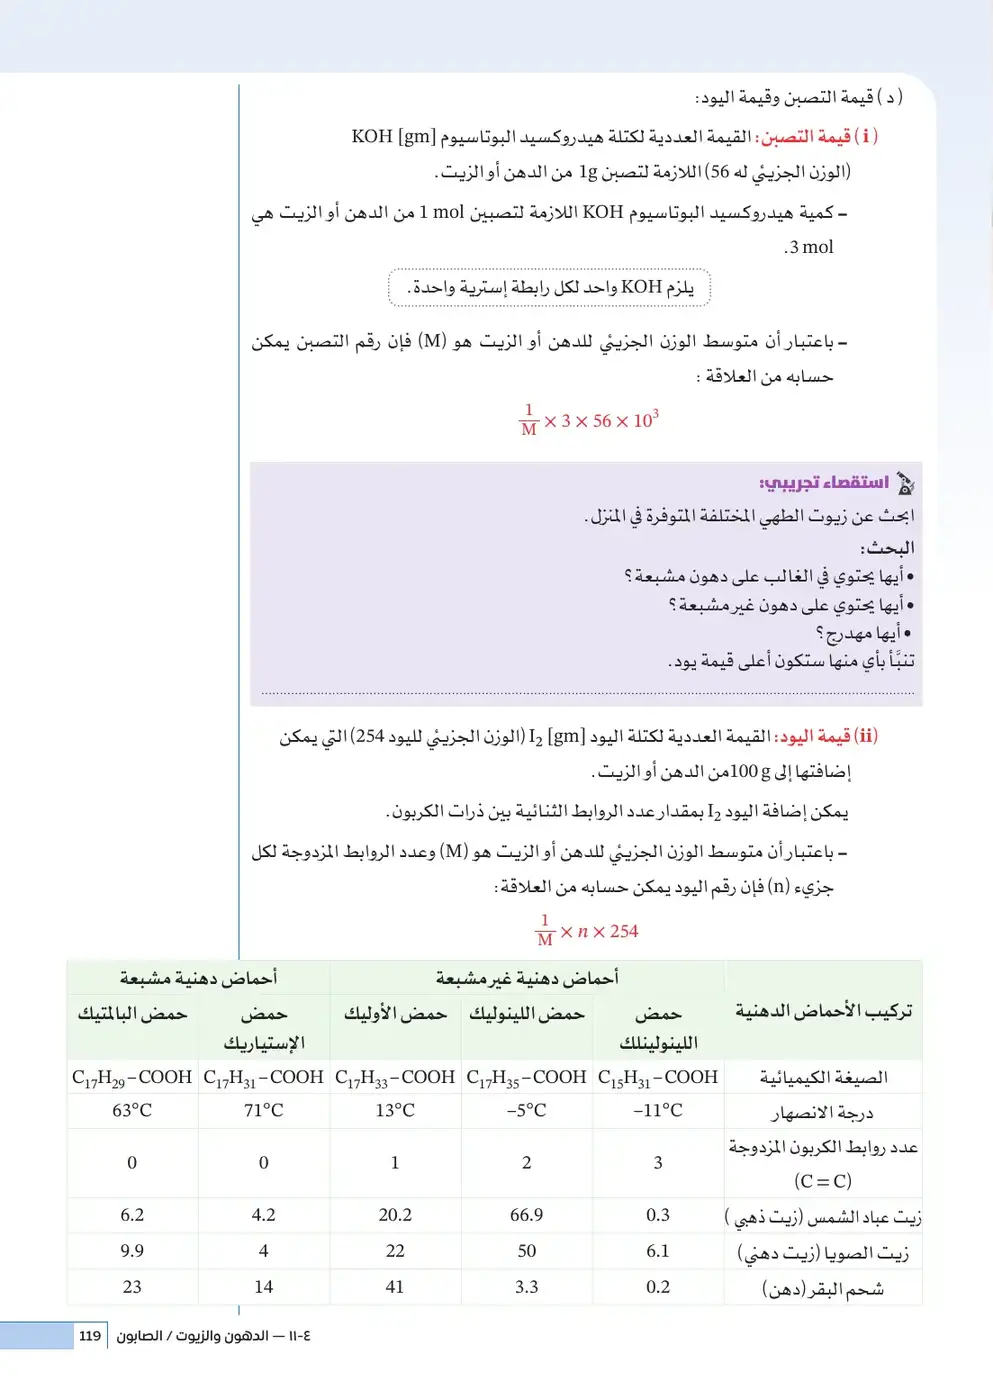 ( د ) قيمة التصبن وقيمة اليود:
( i ) قيمة التصبن: القيمة العددية لكتلة هيدروكسيد البوتاسيوم KOH [gm]
(الوزن الجزيئي له 56) اللازمة لتصبن 1g من الدهن أو الزيت.
– كمية هيدروكسيد البوتاسيوم KOH اللازمة لتصبين 1 mol من الدهن أو الزيت هي
3 mol.
يلزم KOH واحد لكل رابطة إسترية واحدة.
– باعتبار أن متوسط الوزن الجزيئي للدهن أو الزيت هو (M) فإن رقم التصبن يمكن
حسابه من العلاقة :
1/M × 3 × 56 × 10³
استقصاء تجريبي:
ابحث عن زيوت الطهي المختلفة المتوفرة في المنزل.
البحث:
• أيها يحتوي في الغالب على دهون مشبعة؟
• أيها يحتوي على دهون غير مشبعة؟
• أيها مهدرج؟
تنبَّأ بأي منها ستكون أعلى قيمة يود.
(ii) قيمة اليود: القيمة العددية لكتلة اليود I₂ [gm] (الوزن الجزيئي لليود 254) التي يمكن
إضافتها إلى 100 g من الدهن أو الزيت.
يمكن إضافة اليود I₂ بمقدار عدد الروابط الثنائية بين ذرات الكربون.
– باعتبار أن متوسط الوزن الجزيئي للدهن أو الزيت هو (M) وعدد الروابط المزدوجة لكل
جزيء (n) فإن رقم اليود يمكن حسابه من العلاقة:
1/M × n × 254
تركيب الأحماض الدهنية أحماض دهنية غير مشبعة أحماض دهنية مشبعة
حمض اللينولينلك حمض اللينوليك حمض الأوليك حمض الإستياريك حمض البالمتيك
الصيغة الكيميائية C₁₅H₃₁–COOH C₁₇H₃₅–COOH C₁₇H₃₃–COOH C₁₇H₃₁–COOH C₁₇H₂₉–COOH
درجة الانصهار –11°C –5°C 13°C 71°C 63°C
عدد روابط الكربون المزدوجة (C = C) 3 2 1 0 0
زيت عباد الشمس (زيت ذهبي ) 0.3 66.9 20.2 4.2 6.2
زيت الصويا (زيت دهني) 6.1 50 22 4 9.9
شحم البقر (دهن) 0.2 3.3 41 14 23
٤-١١ — الدهون والزيوت / الصابون 119